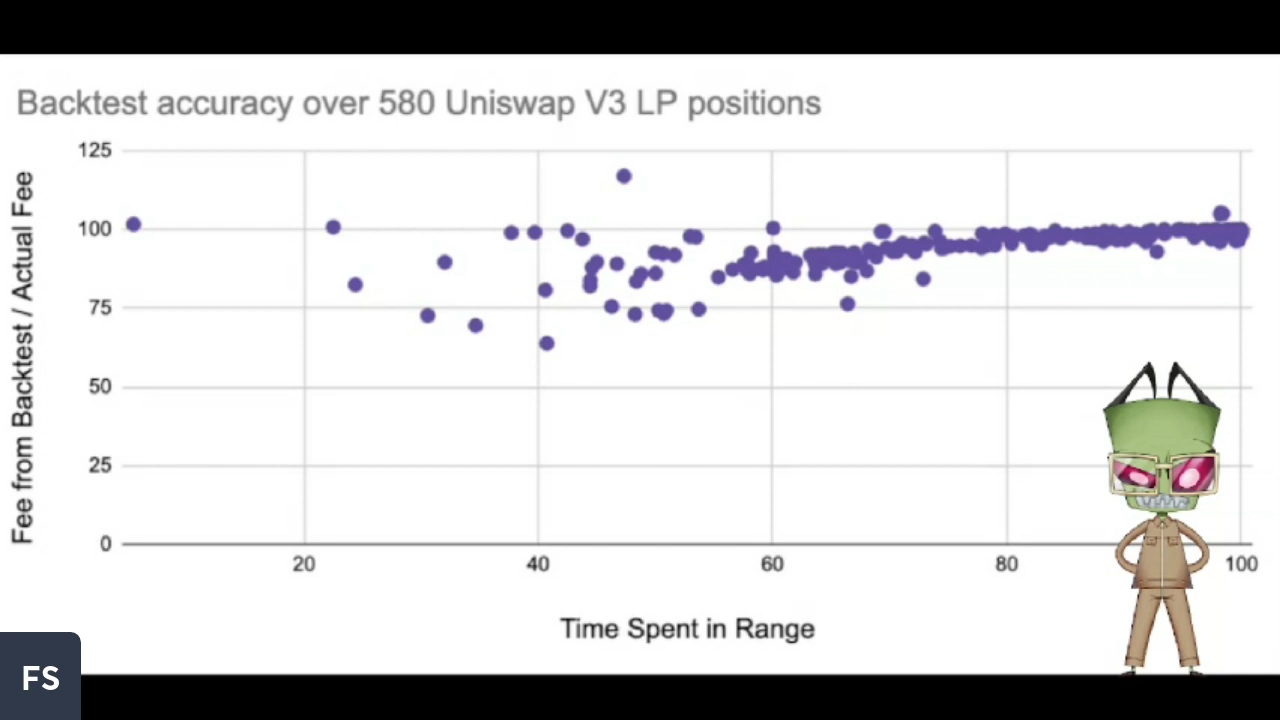 Backtest accuracy over 580 Uniswap V3 LP positions
Fee from Backtest / Actual Fee
125
100
75
50
25
0
20 40 60 80 100
Time Spent in Range
FS